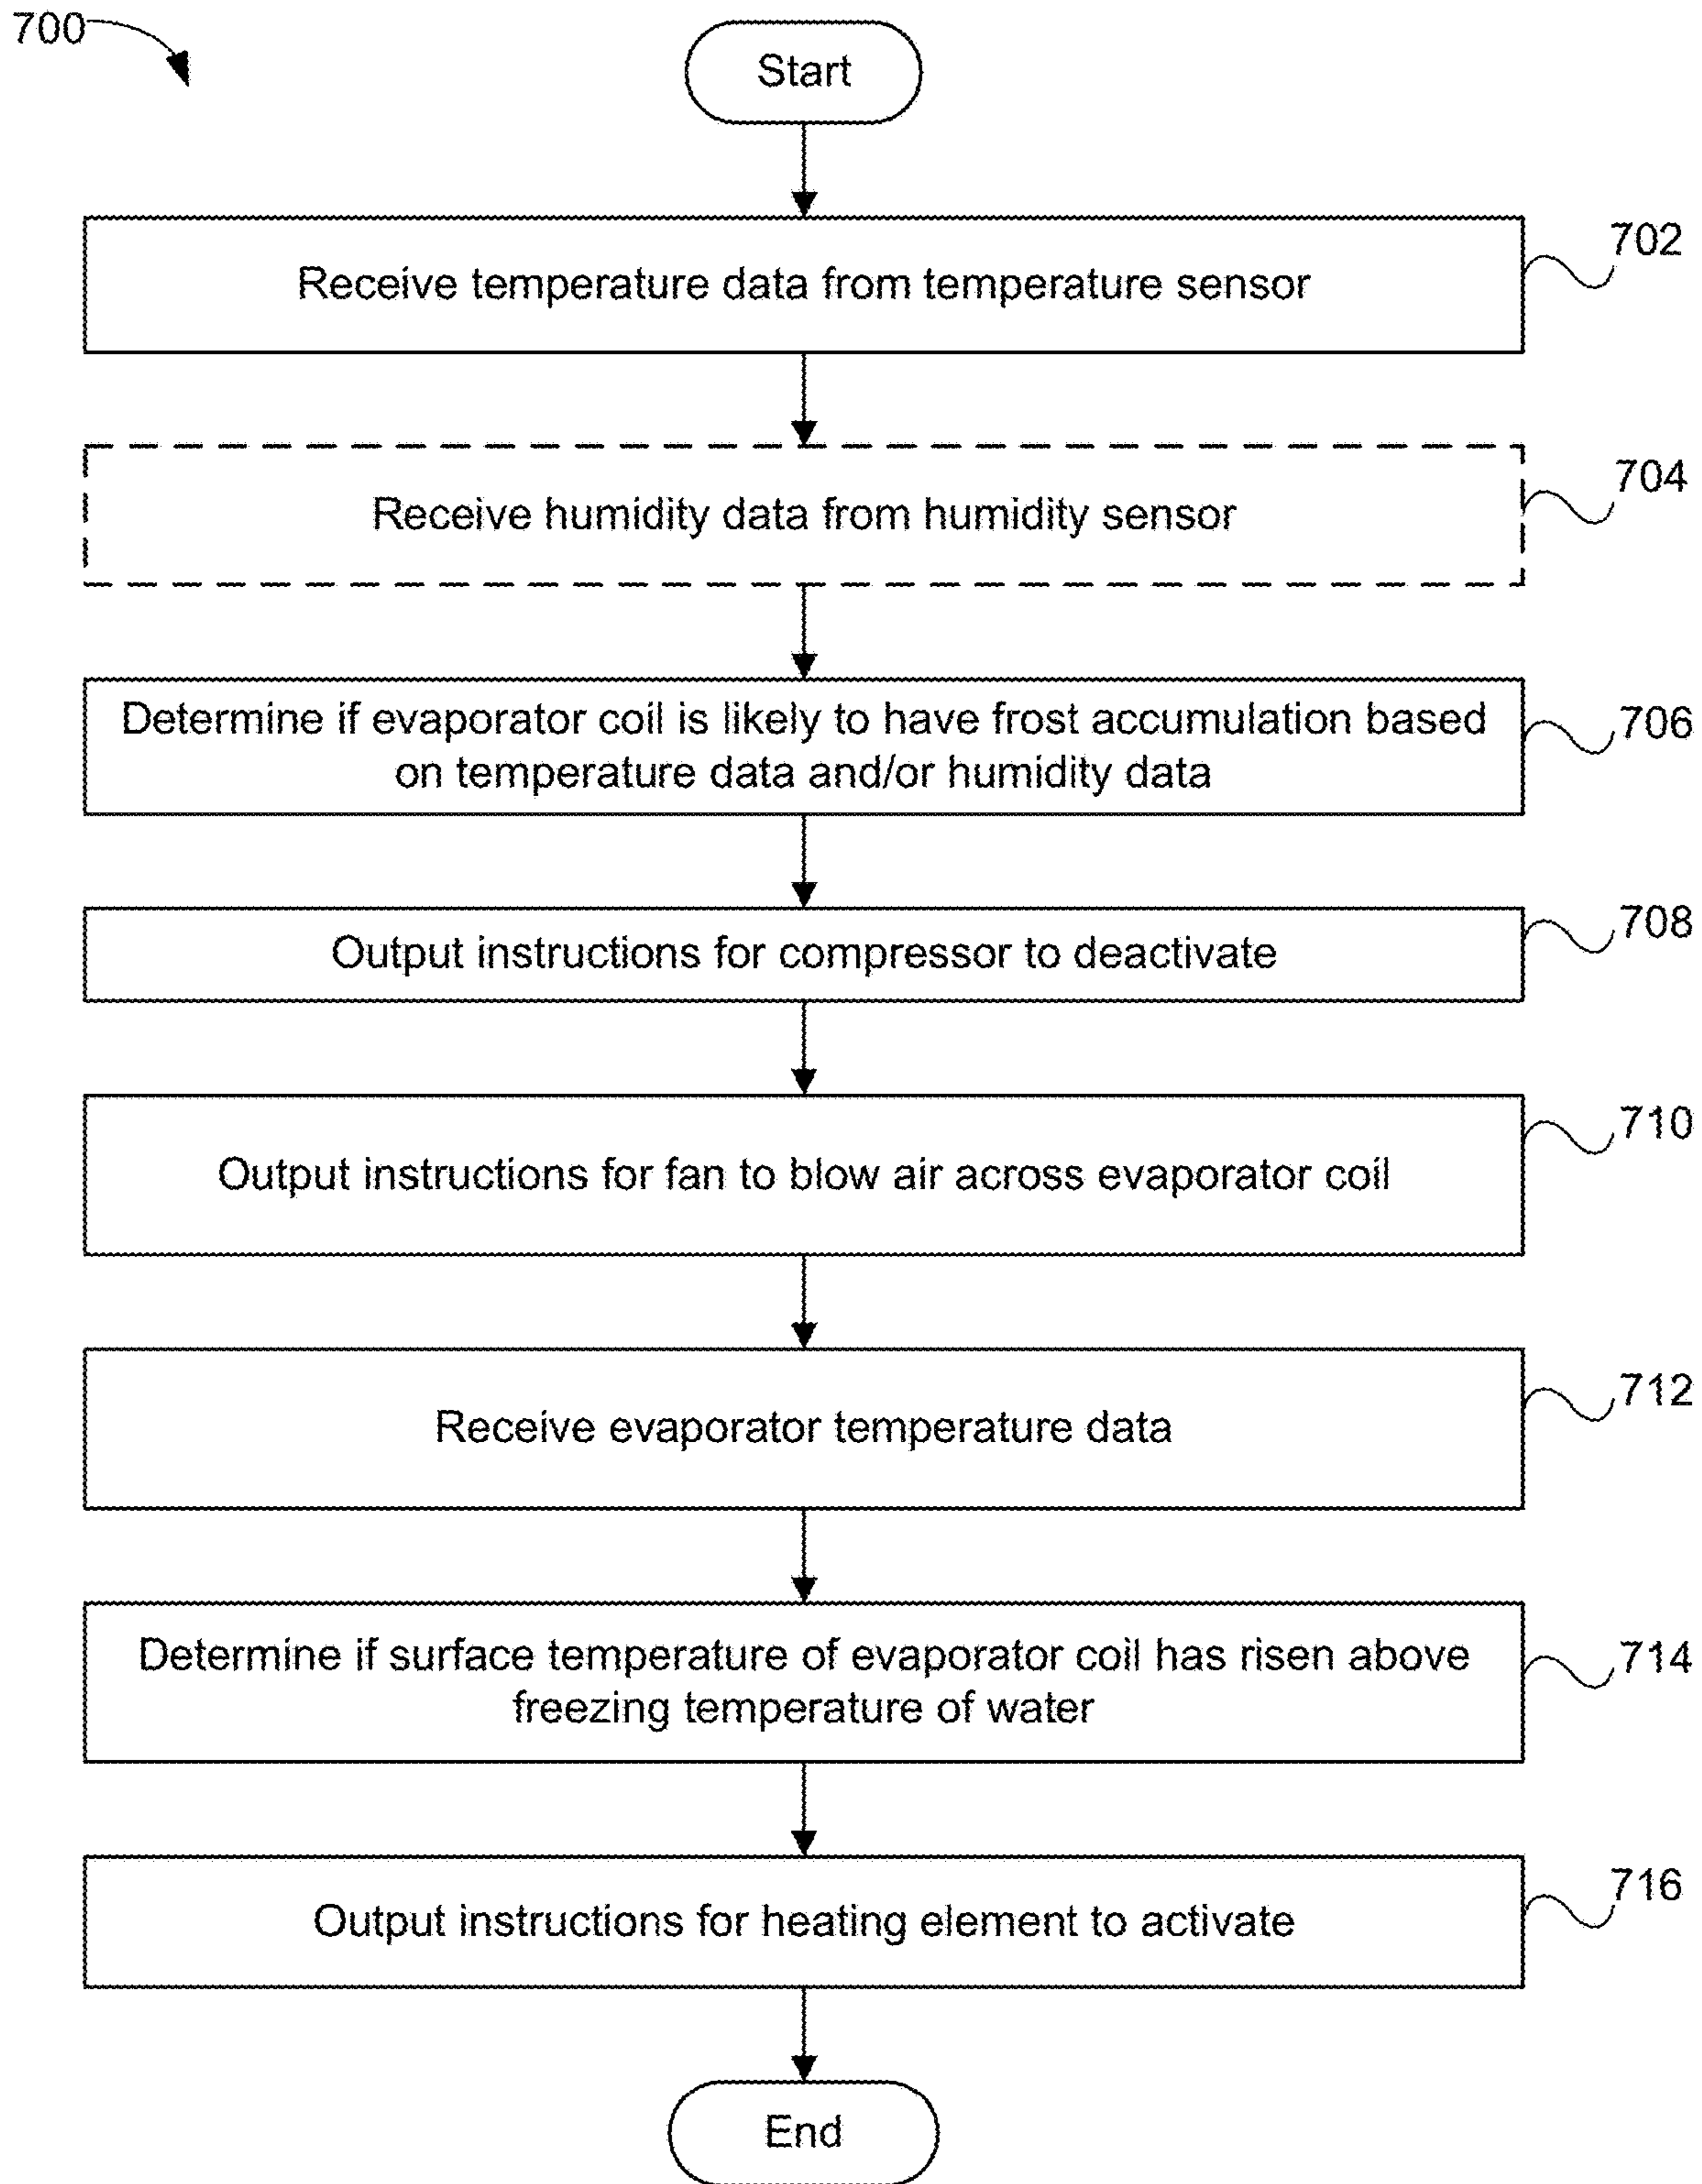 700
Start
Receive temperature data from temperature sensor
702
Receive humidity data from humidity sensor
704
Determine if evaporator coil is likely to have frost accumulation based
on temperature data and/or humidity data
706
Output instructions for compressor to deactivate
708
Output instructions for fan to blow air across evaporator coil
710
Receive evaporator temperature data
712
Determine if surface temperature of evaporator coil has risen above
freezing temperature of water
714
Output instructions for heating element to activate
716
End